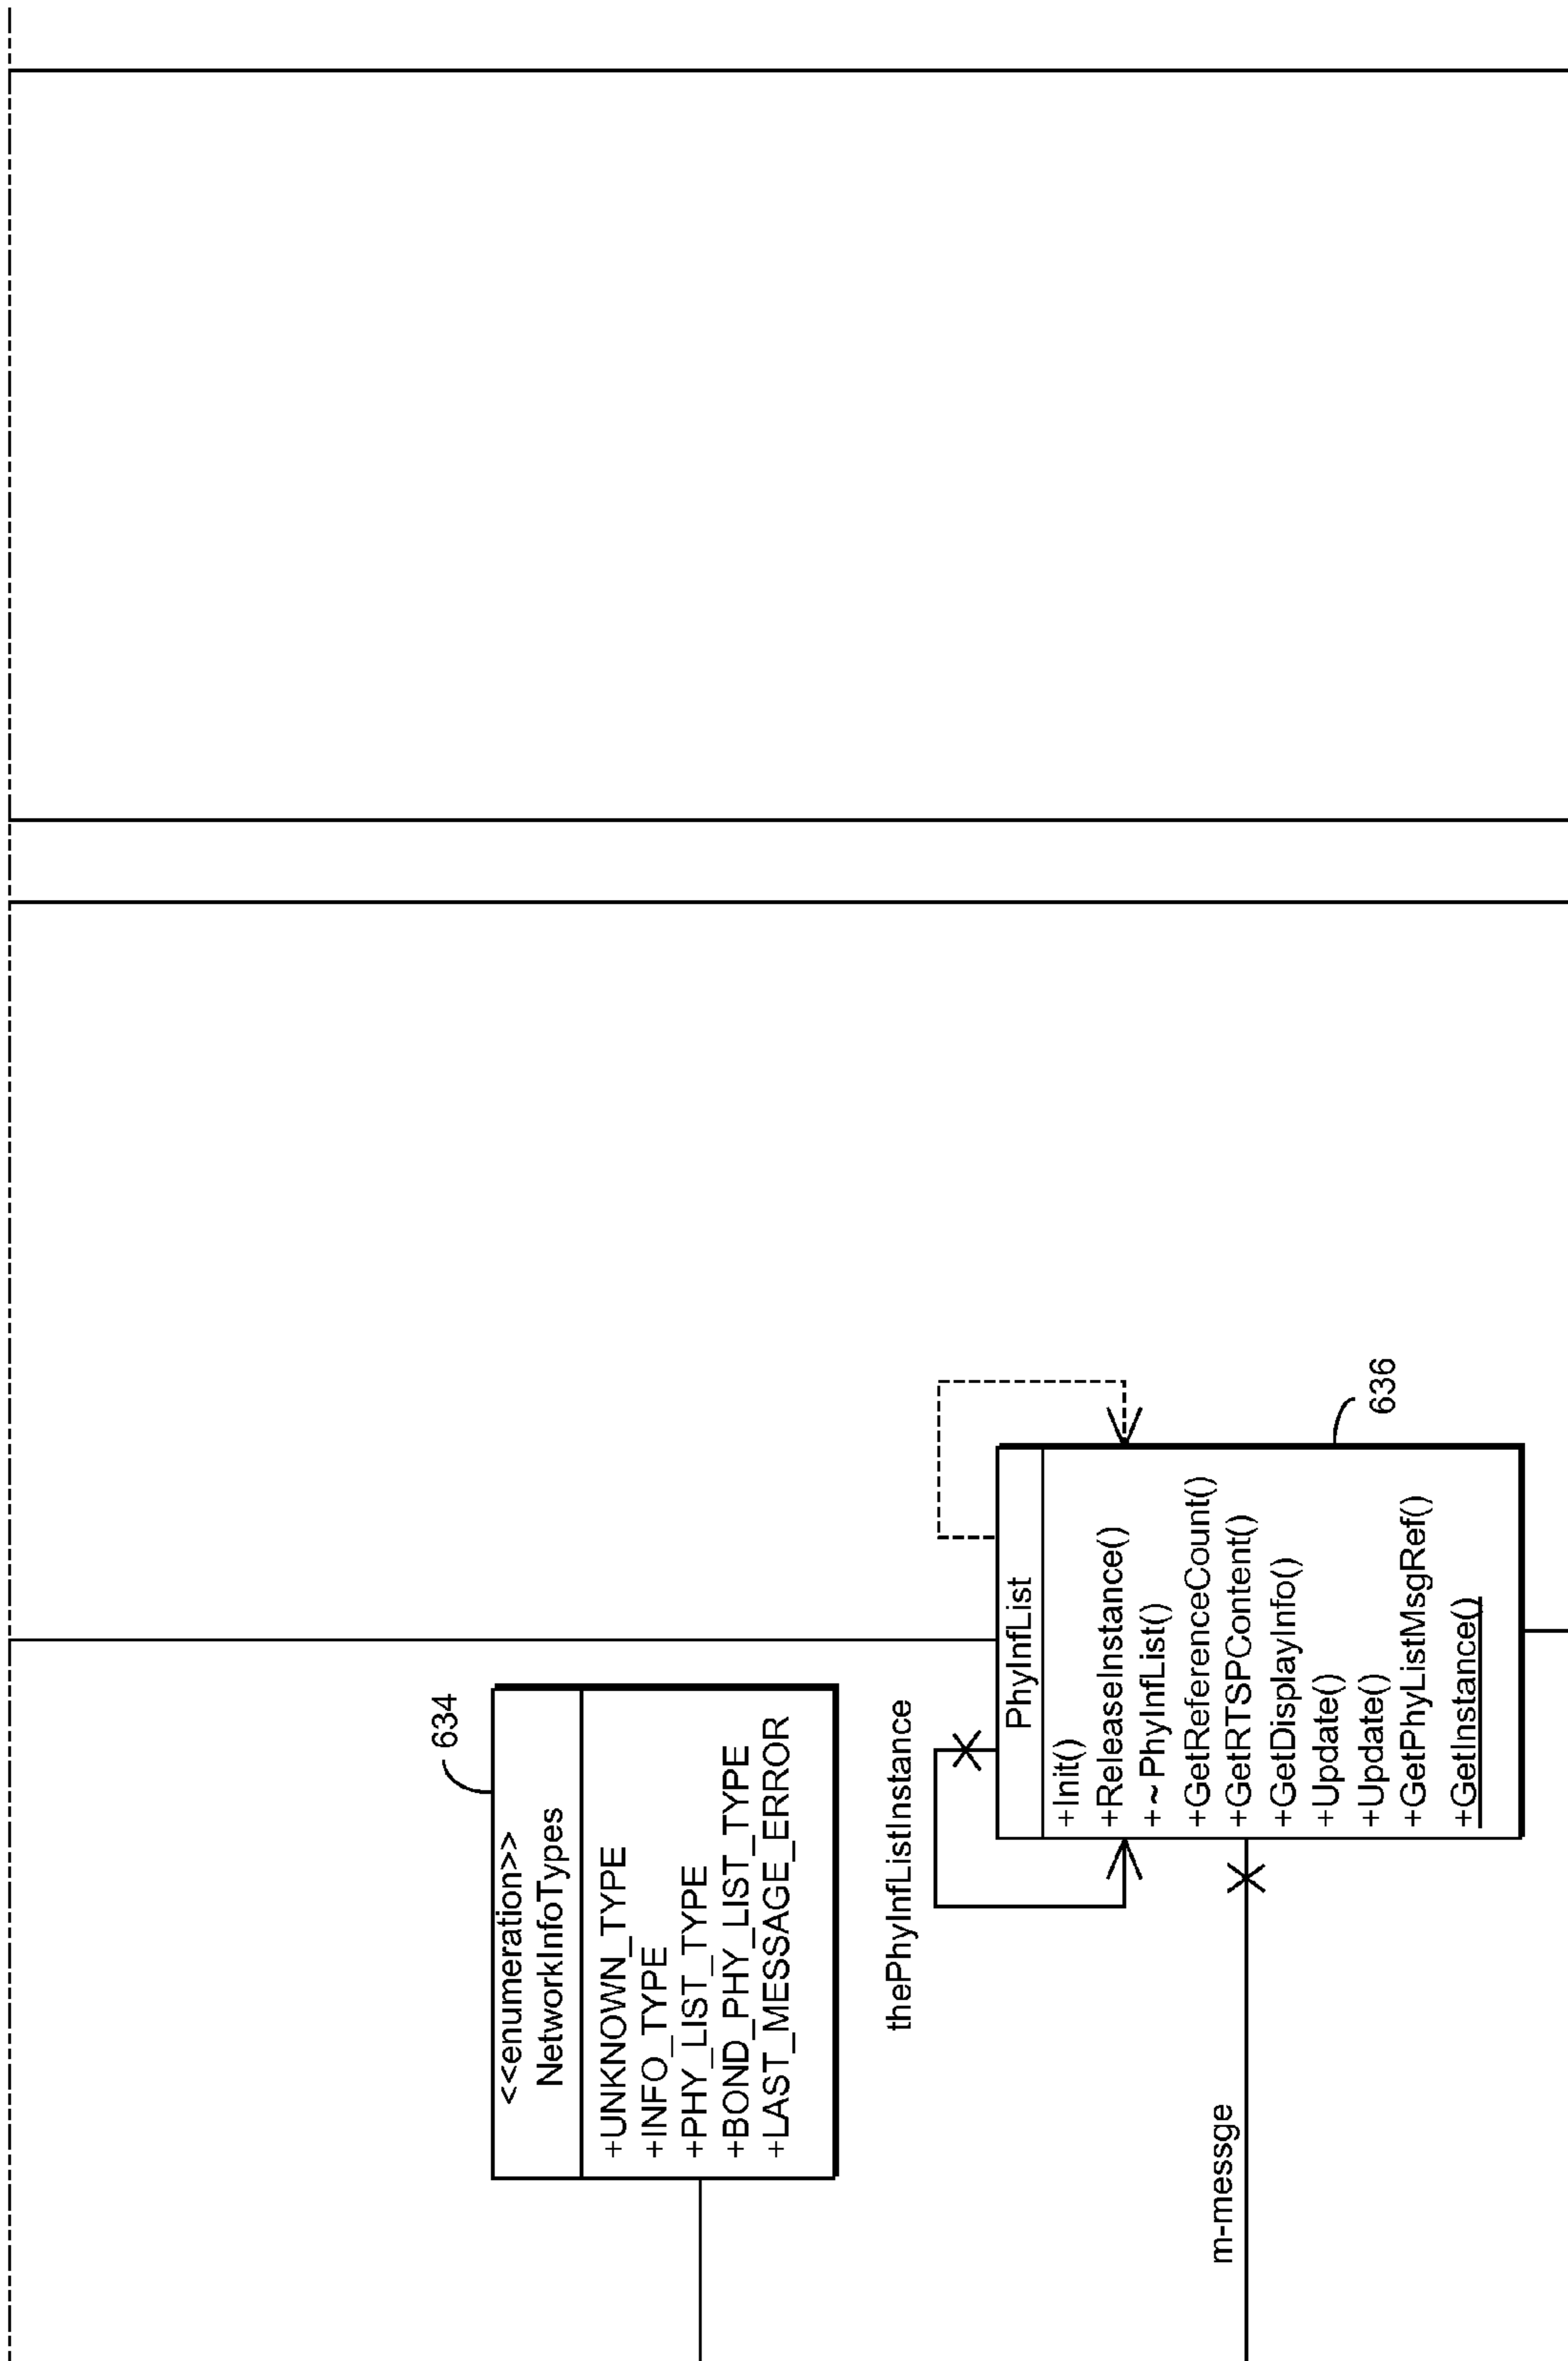 634
<<enumeration>>
NetworkInfoTypes
+UNKNOWN_TYPE
+INFO_TYPE
+PHY_LIST_TYPE
+BOND_PHY_LIST_TYPE
+LAST_MESSAGE_ERROR
thePhyInfListInstance
PhyInfList
+Init()
+ReleaseInstance()
+~PhyInfList()
+GetReferenceCount()
+GetRTSPContent()
+GetDisplayInfo()
+Update()
+Update()
+GetPhyListMsgRef()
+GetInstance()
636
m-messge